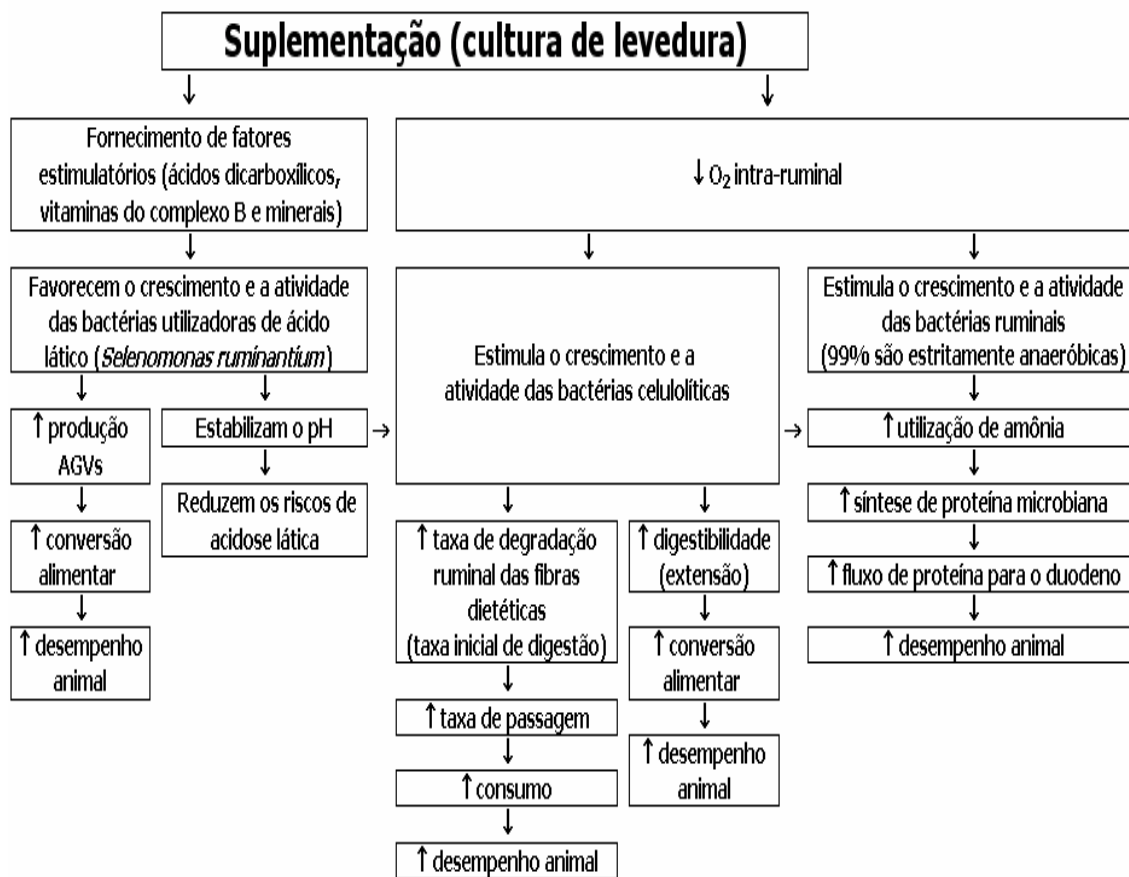 Suplementação (cultura de levedura)
Fornecimento de fatores
estimulatórios (ácidos dicarboxílicos,
vitaminas do complexo B e minerais)
↓ O₂ intra-ruminal
Favorecem o crescimento e a atividade
das bactérias utilizadoras de ácido
lático (Selenomonas ruminantium)
Estimula o crescimento e a
atividade das bactérias celulolíticas
Estimula o crescimento e a atividade
das bactérias ruminais
(99% são estritamente anaeróbicas)
↑ produção
AGVs
Estabilizam o pH
↑ utilização de amônia
Reduzem os riscos de
acidose lática
↑ síntese de proteína microbiana
↑ conversão
alimentar
↑ taxa de degradação
ruminal das fibras
dietéticas
(taxa inicial de digestão)
↑ digestibilidade
(extensão)
↑ fluxo de proteína para o duodeno
↑ desempenho
animal
↑ conversão
alimentar
↑ desempenho animal
↑ taxa de passagem
↑ desempenho
animal
↑ consumo
↑ desempenho animal